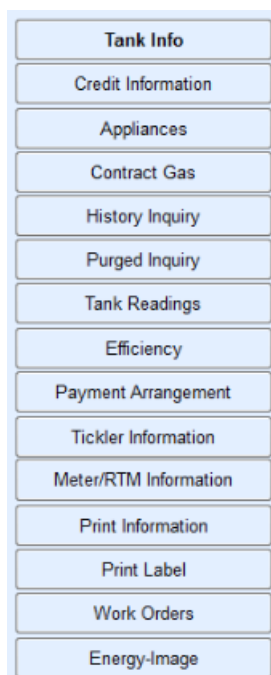 Tank Info
Credit Information
Appliances
Contract Gas
History Inquiry
Purged Inquiry
Tank Readings
Efficiency
Payment Arrangement
Tickler Information
Meter/RTM Information
Print Information
Print Label
Work Orders
Energy-Image